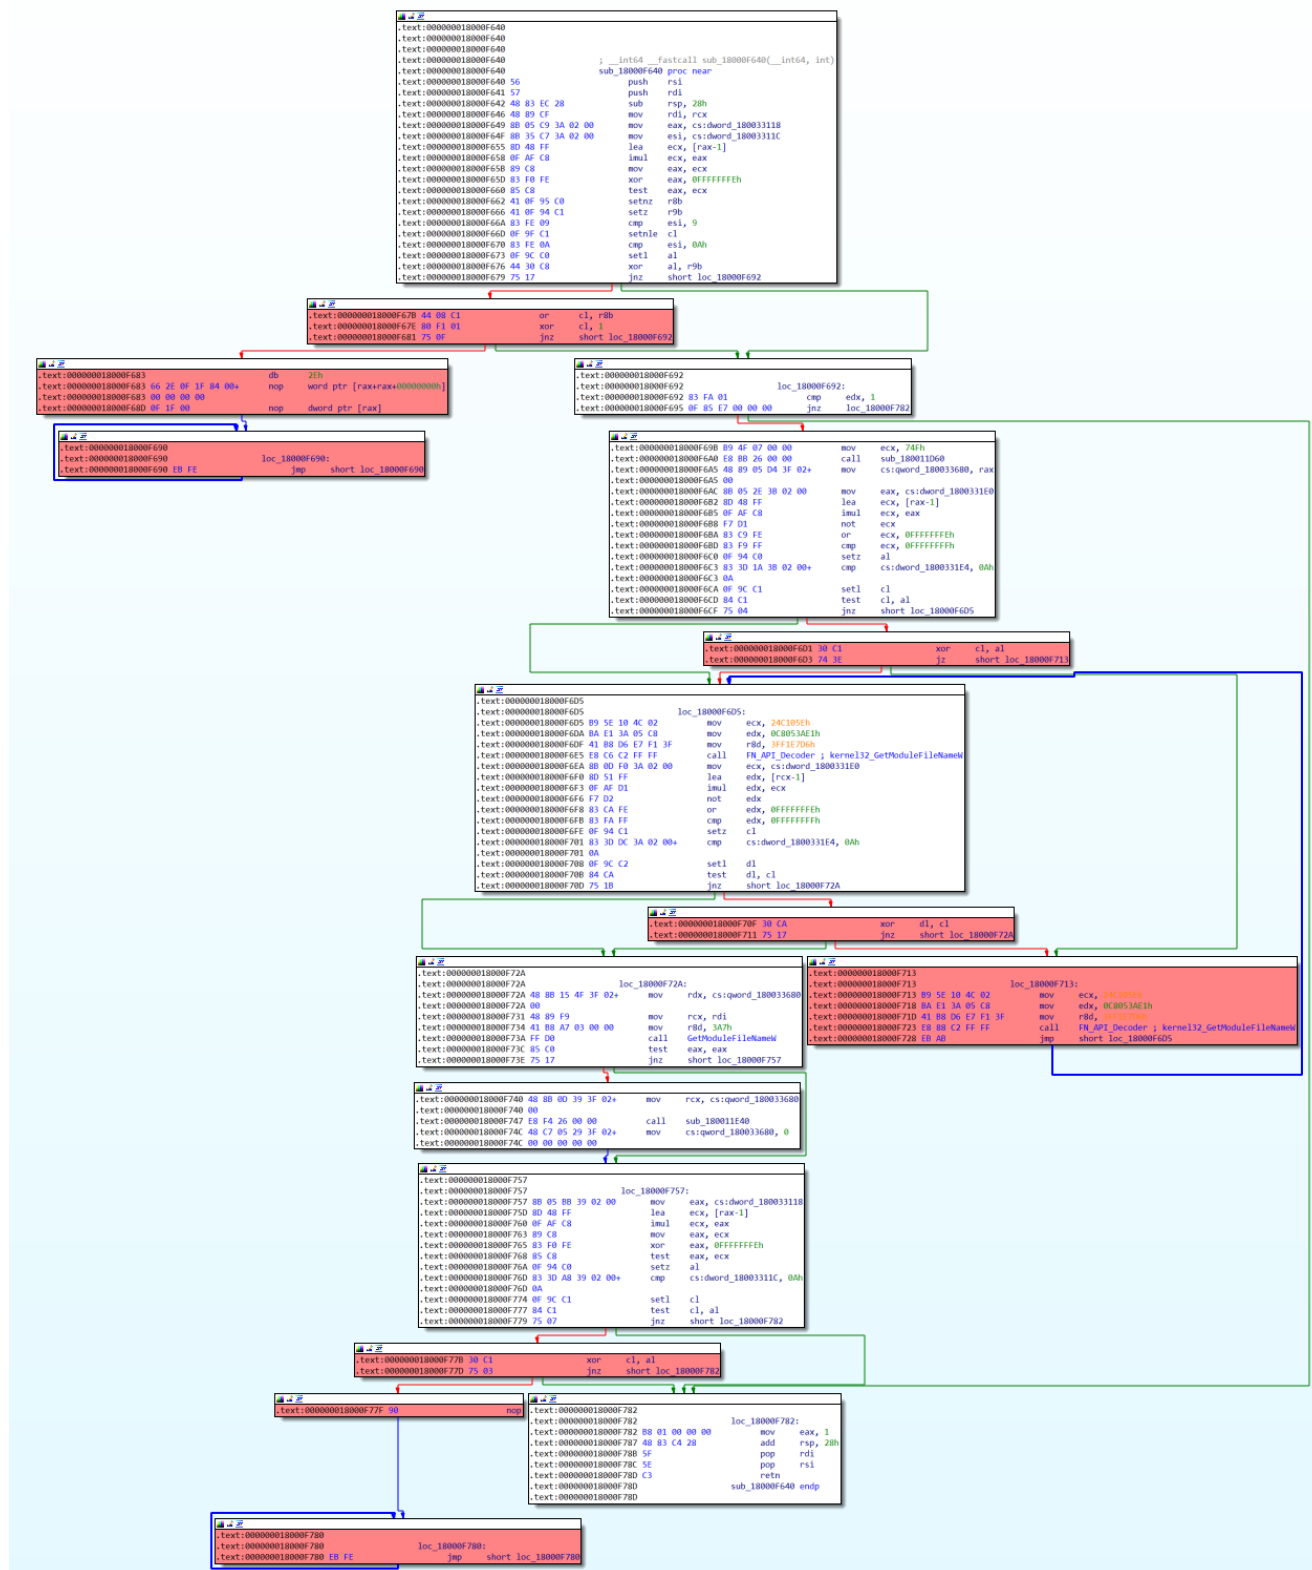 .text:000000018000F640
.text:000000018000F640
.text:000000018000F640
.text:000000018000F640 ; __int64 __fastcall sub_18000F640(__int64, int)
.text:000000018000F640 sub_18000F640 proc near
.text:000000018000F640 56 push rsi
.text:000000018000F641 57 push rdi
.text:000000018000F642 48 83 EC 28 sub rsp, 28h
.text:000000018000F646 48 89 CF mov rdi, rcx
.text:000000018000F649 8B 05 C9 3A 02 00 mov eax, cs:dword_180033118
.text:000000018000F64F 8B 35 C7 3A 02 00 mov esi, cs:dword_18003311C
.text:000000018000F655 8D 48 FF lea ecx, [rax-1]
.text:000000018000F658 0F AF C8 imul ecx, eax
.text:000000018000F65B 89 C8 mov eax, ecx
.text:000000018000F65D 83 F0 FE xor eax, 0FFFFFFFEh
.text:000000018000F660 85 C8 test eax, ecx
.text:000000018000F662 41 0F 95 C0 setnz r8b
.text:000000018000F666 41 0F 94 C1 setz r9b
.text:000000018000F66A 83 FE 09 cmp esi, 9
.text:000000018000F66D 0F 9F C1 setnle cl
.text:000000018000F670 83 FE 0A cmp esi, 0Ah
.text:000000018000F673 0F 9C C0 setl al
.text:000000018000F676 44 30 C8 xor al, r9b
.text:000000018000F679 75 17 jnz short loc_18000F692
.text:000000018000F67B 44 08 C1 or cl, r8b
.text:000000018000F67E 80 F1 01 xor cl, 1
.text:000000018000F681 75 0F jnz short loc_18000F692
.text:000000018000F683 db 2Eh
.text:000000018000F683 66 2E 0F 1F 84 00+ nop word ptr [rax+rax+00000000h]
.text:000000018000F683 00 00 00 00
.text:000000018000F68D 0F 1F 00 nop dword ptr [rax]
.text:000000018000F692
.text:000000018000F692 loc_18000F692:
.text:000000018000F692 83 FA 01 cmp edx, 1
.text:000000018000F695 0F 85 E7 00 00 00 jnz loc_18000F782
.text:000000018000F690
.text:000000018000F690 loc_18000F690:
.text:000000018000F690 EB FE jmp short loc_18000F690
.text:000000018000F69B B9 4F 07 00 00 mov ecx, 74Fh
.text:000000018000F6A0 E8 BB 26 00 00 call sub_180011D60
.text:000000018000F6A5 48 89 05 D4 3F 02+ mov cs:qword_180033680, rax
.text:000000018000F6A5 00
.text:000000018000F6AC 8B 05 2E 3B 02 00 mov eax, cs:dword_1800331E0
.text:000000018000F6B2 8D 48 FF lea ecx, [rax-1]
.text:000000018000F6B5 0F AF C8 imul ecx, eax
.text:000000018000F6B8 F7 D1 not ecx
.text:000000018000F6BA 83 C9 FE or ecx, 0FFFFFFFEh
.text:000000018000F6BD 83 F9 FF cmp ecx, 0FFFFFFFFh
.text:000000018000F6C0 0F 94 C0 setz al
.text:000000018000F6C3 83 3D 1A 3B 02 00+ cmp cs:dword_1800331E4, 0Ah
.text:000000018000F6C3 0A
.text:000000018000F6CA 0F 9C C1 setl cl
.text:000000018000F6CD 84 C1 test cl, al
.text:000000018000F6CF 75 04 jnz short loc_18000F6D5
.text:000000018000F6D1 30 C1 xor cl, al
.text:000000018000F6D3 74 3E jz short loc_18000F713
.text:000000018000F6D5
.text:000000018000F6D5 loc_18000F6D5:
.text:000000018000F6D5 B9 5E 10 4C 02 mov ecx, 24C105Eh
.text:000000018000F6DA BA E1 3A 05 C8 mov edx, 0C8053AE1h
.text:000000018000F6DF 41 B8 D6 E7 F1 3F mov r8d, 3FF1E7D6h
.text:000000018000F6E5 E8 C6 C2 FF FF call FN_API_Decoder ; kernel32_GetModuleFileNameW
.text:000000018000F6EA 8B 0D F0 3A 02 00 mov ecx, cs:dword_1800331E0
.text:000000018000F6F0 8D 51 FF lea edx, [rcx-1]
.text:000000018000F6F3 0F AF D1 imul edx, ecx
.text:000000018000F6F6 F7 D2 not edx
.text:000000018000F6F8 83 CA FE or edx, 0FFFFFFFEh
.text:000000018000F6FB 83 FA FF cmp edx, 0FFFFFFFFh
.text:000000018000F6FE 0F 94 C1 setz cl
.text:000000018000F701 83 3D DC 3A 02 00+ cmp cs:dword_1800331E4, 0Ah
.text:000000018000F701 0A
.text:000000018000F708 0F 9C C2 setl dl
.text:000000018000F70B 84 CA test dl, cl
.text:000000018000F70D 75 1B jnz short loc_18000F72A
.text:000000018000F70F 30 CA xor dl, cl
.text:000000018000F711 75 17 jnz short loc_18000F72A
.text:000000018000F72A
.text:000000018000F72A loc_18000F72A:
.text:000000018000F72A 48 8B 15 4F 3F 02+ mov rdx, cs:qword_180033680
.text:000000018000F72A 00
.text:000000018000F731 48 89 F9 mov rcx, rdi
.text:000000018000F734 41 B8 A7 03 00 00 mov r8d, 3A7h
.text:000000018000F73A FF D0 call GetModuleFileNameW
.text:000000018000F73C 85 C0 test eax, eax
.text:000000018000F73E 75 17 jnz short loc_18000F757
.text:000000018000F713
.text:000000018000F713 loc_18000F713:
.text:000000018000F713 B9 5E 10 4C 02 mov ecx, 24C105Eh
.text:000000018000F718 BA E1 3A 05 C8 mov edx, 0C8053AE1h
.text:000000018000F71D 41 B8 D6 E7 F1 3F mov r8d, 3FF1E7D6h
.text:000000018000F723 E8 88 C2 FF FF call FN_API_Decoder ; kernel32_GetModuleFileNameW
.text:000000018000F728 EB AB jmp short loc_18000F6D5
.text:000000018000F740 48 8B 0D 39 3F 02+ mov rcx, cs:qword_180033680
.text:000000018000F740 00
.text:000000018000F747 E8 F4 26 00 00 call sub_180011E40
.text:000000018000F74C 48 C7 05 29 3F 02+ mov cs:qword_180033680, 0
.text:000000018000F74C 00 00 00 00 00
.text:000000018000F757
.text:000000018000F757 loc_18000F757:
.text:000000018000F757 8B 05 BB 39 02 00 mov eax, cs:dword_180033118
.text:000000018000F75D 8D 48 FF lea ecx, [rax-1]
.text:000000018000F760 0F AF C8 imul ecx, eax
.text:000000018000F763 89 C8 mov eax, ecx
.text:000000018000F765 83 F0 FE xor eax, 0FFFFFFFEh
.text:000000018000F768 85 C8 test eax, ecx
.text:000000018000F76A 0F 94 C0 setz al
.text:000000018000F76D 83 3D A8 39 02 00+ cmp cs:dword_18003311C, 0Ah
.text:000000018000F76D 0A
.text:000000018000F774 0F 9C C1 setl cl
.text:000000018000F777 84 C1 test cl, al
.text:000000018000F779 75 07 jnz short loc_18000F782
.text:000000018000F77B 30 C1 xor cl, al
.text:000000018000F77D 75 03 jnz short loc_18000F782
.text:000000018000F77F 90 nop
.text:000000018000F782
.text:000000018000F782 loc_18000F782:
.text:000000018000F782 B8 01 00 00 00 mov eax, 1
.text:000000018000F787 48 83 C4 28 add rsp, 28h
.text:000000018000F78B 5F pop rdi
.text:000000018000F78C 5E pop rsi
.text:000000018000F78D C3 retn
.text:000000018000F78D sub_18000F640 endp
.text:000000018000F78D
.text:000000018000F780
.text:000000018000F780 loc_18000F780:
.text:000000018000F780 EB FE jmp short loc_18000F780